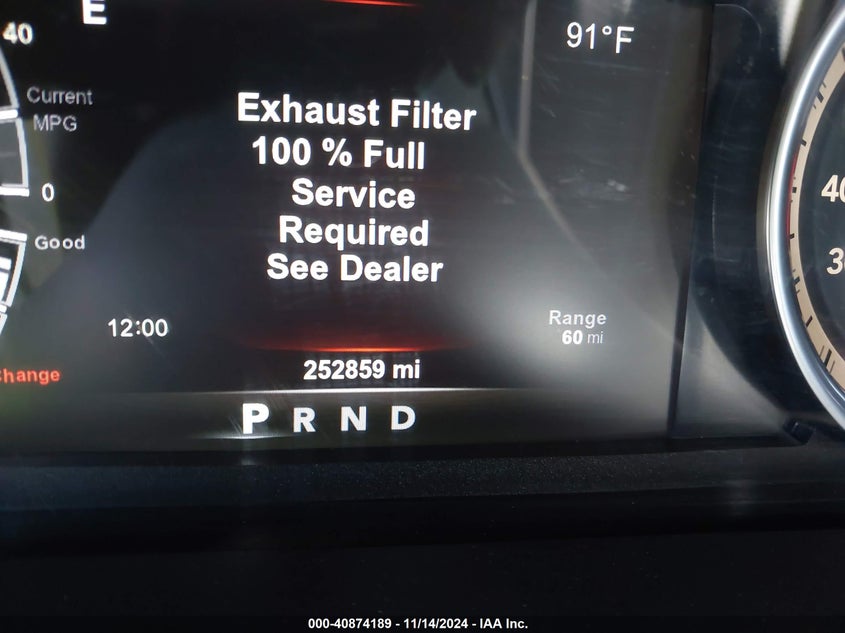 E
40
91°F
Current
MPG
0
Good
Exhaust Filter
100 % Full
Service
Required
See Dealer
12:00
Range
60 mi
Change
252859 mi
P R N D
40
000-40874189 - 11/14/2024 - IAA Inc.